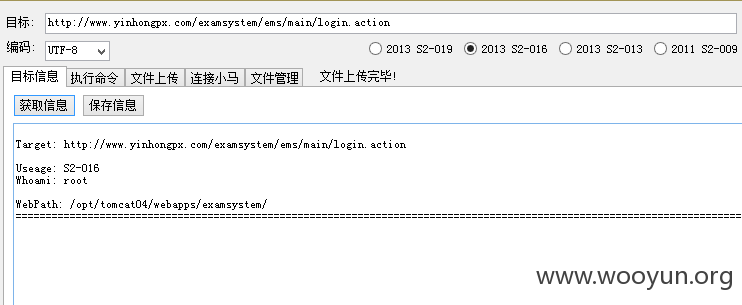 目标: http://www.yinhongpx.com/examsystem/ems/main/login.action
编码: UTF-8 2013 S2-019 2013 S2-016 2013 S2-013 2011 S2-009
目标信息 执行命令 文件上传 连接小马 文件管理 文件上传完毕!
获取信息 保存信息
Target: http://www.yinhongpx.com/examsystem/ems/main/login.action
Useage: S2-016
Whoami: root
WebPath: /opt/tomcat04/webapps/examsystem/
================================================================================
www.wooyun.org